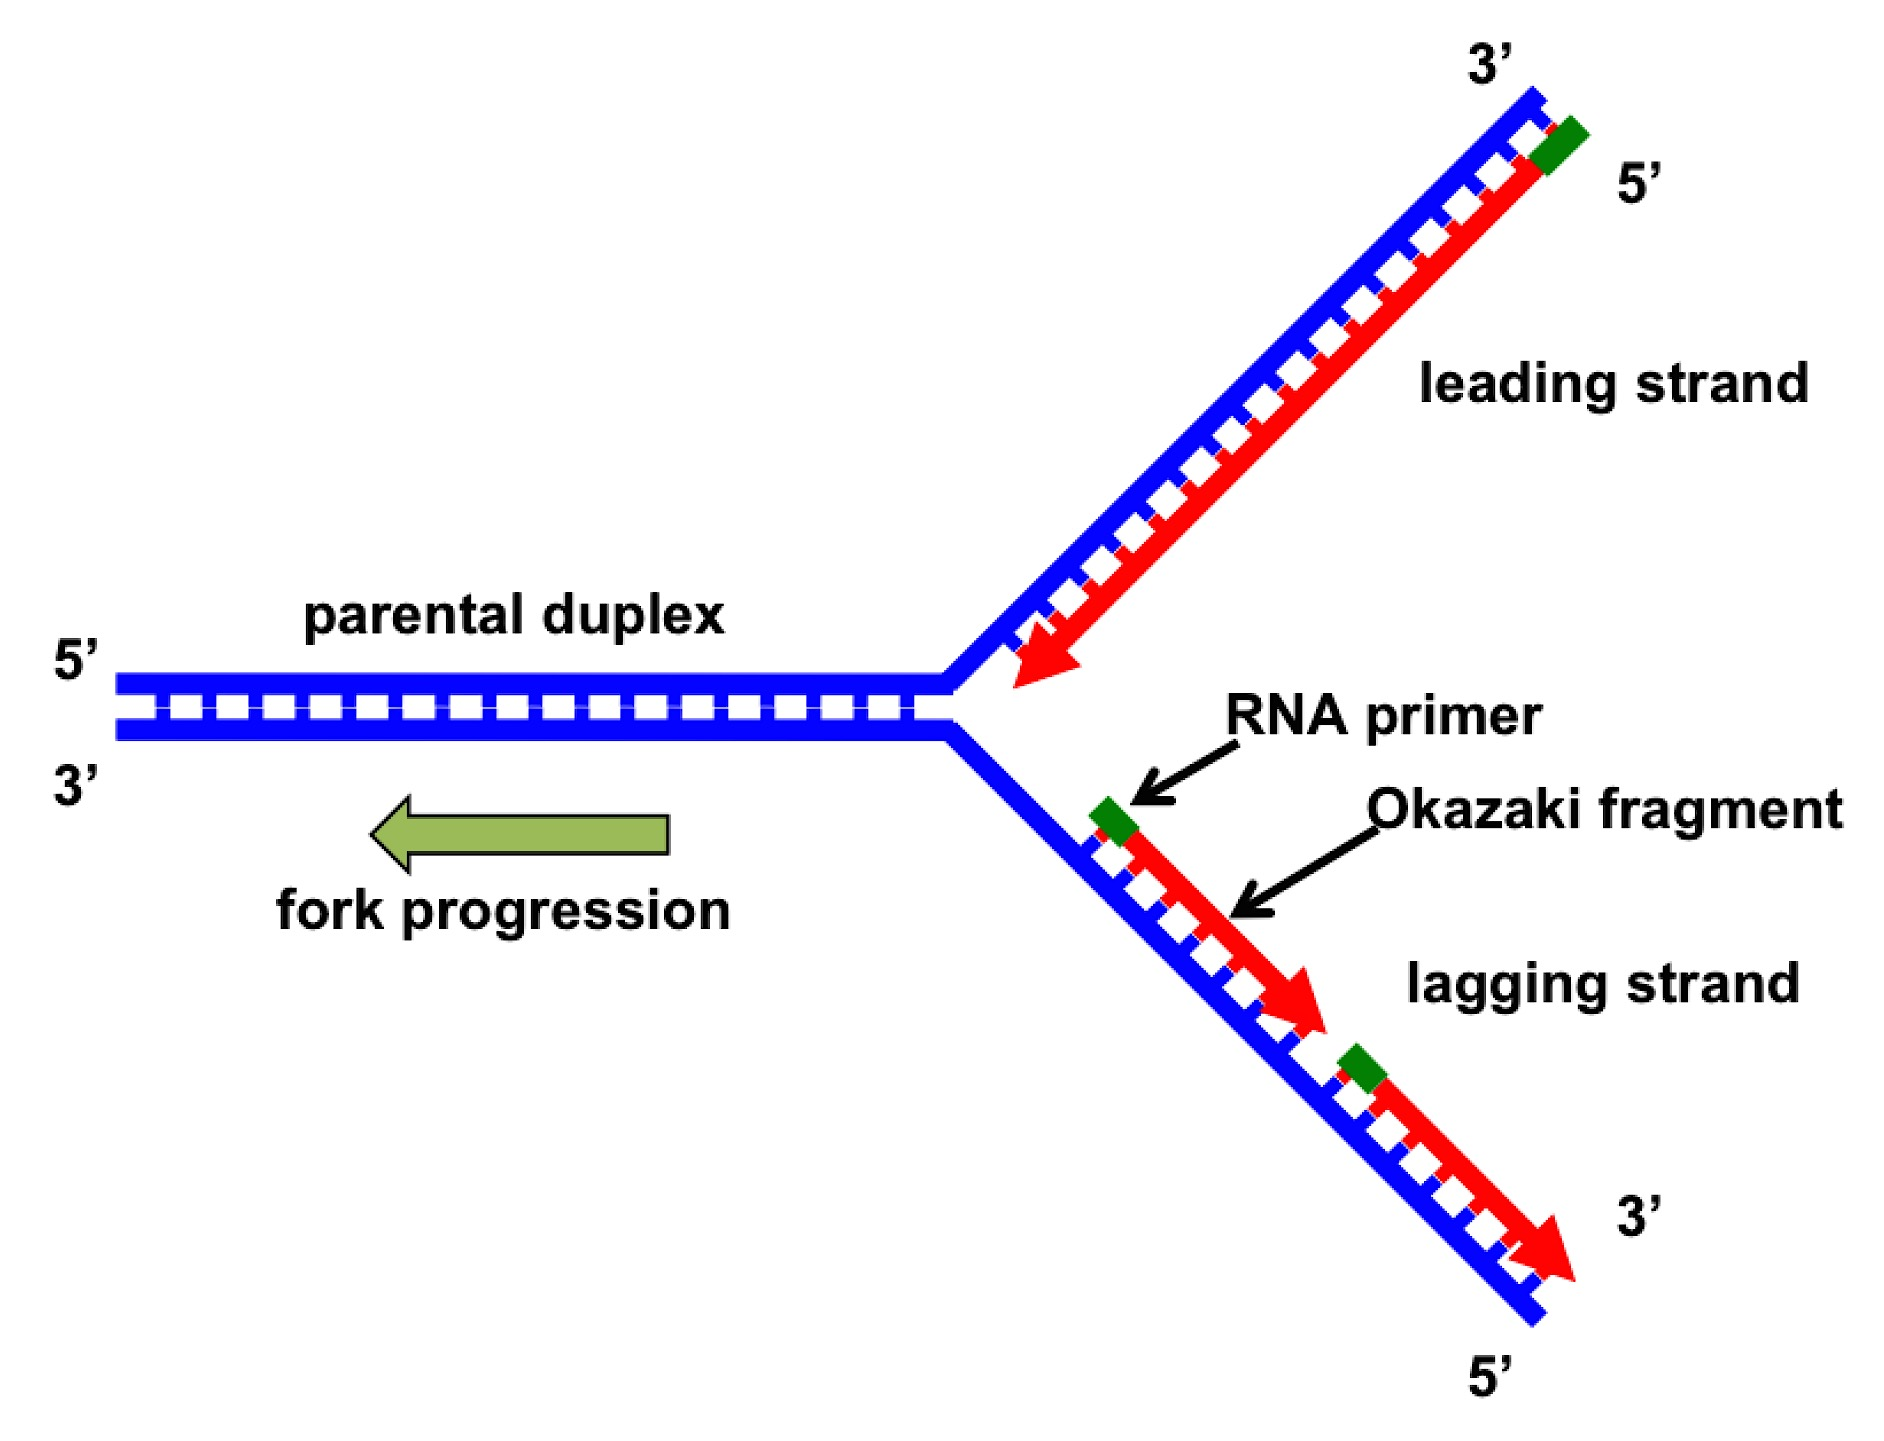 3’
5’
leading strand
parental duplex
5’
3’
RNA primer
Okazaki fragment
fork progression
lagging strand
3’
5’